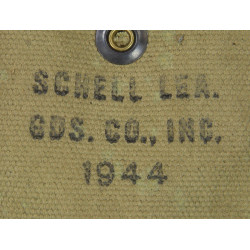 SCHELL LEA.
GDS. CO., INC.
1944